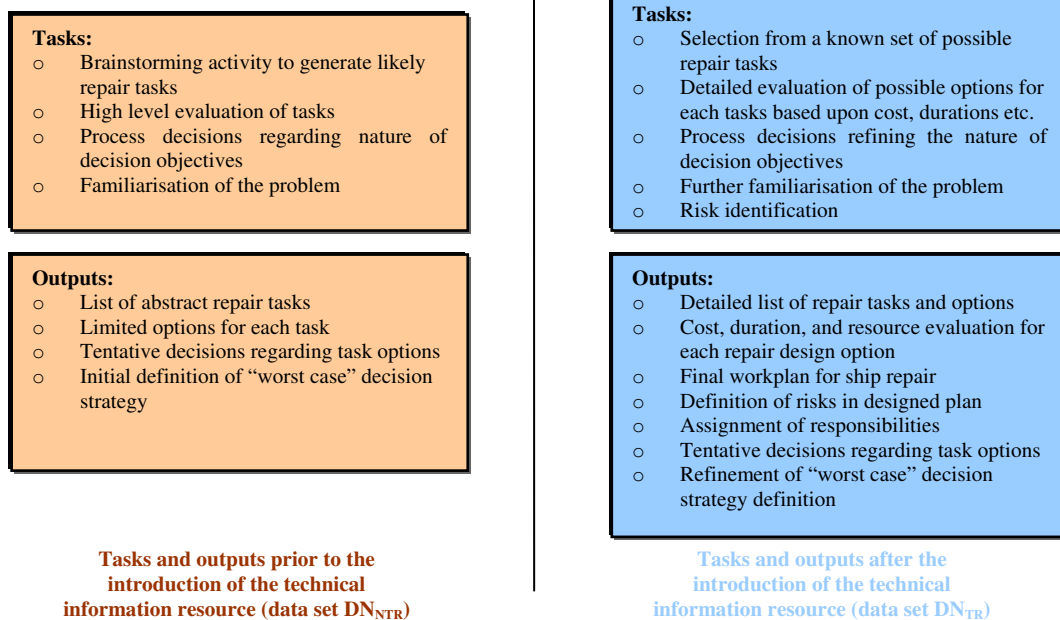 Tasks:
o Brainstorming activity to generate likely
repair tasks
o High level evaluation of tasks
o Process decisions regarding nature of
decision objectives
o Familiarisation of the problem
Outputs:
o List of abstract repair tasks
o Limited options for each task
o Tentative decisions regarding task options
o Initial definition of “worst case” decision
strategy
Tasks and outputs prior to the
introduction of the technical
information resource (data set DNNTR)
Tasks:
o Selection from a known set of possible
repair tasks
o Detailed evaluation of possible options for
each tasks based upon cost, durations etc.
o Process decisions refining the nature of
decision objectives
o Further familiarisation of the problem
o Risk identification
Outputs:
o Detailed list of repair tasks and options
o Cost, duration, and resource evaluation for
each repair design option
o Final workplan for ship repair
o Definition of risks in designed plan
o Assignment of responsibilities
o Tentative decisions regarding task options
o Refinement of “worst case” decision
strategy definition
Tasks and outputs after the
introduction of the technical
information resource (data set DNTR)